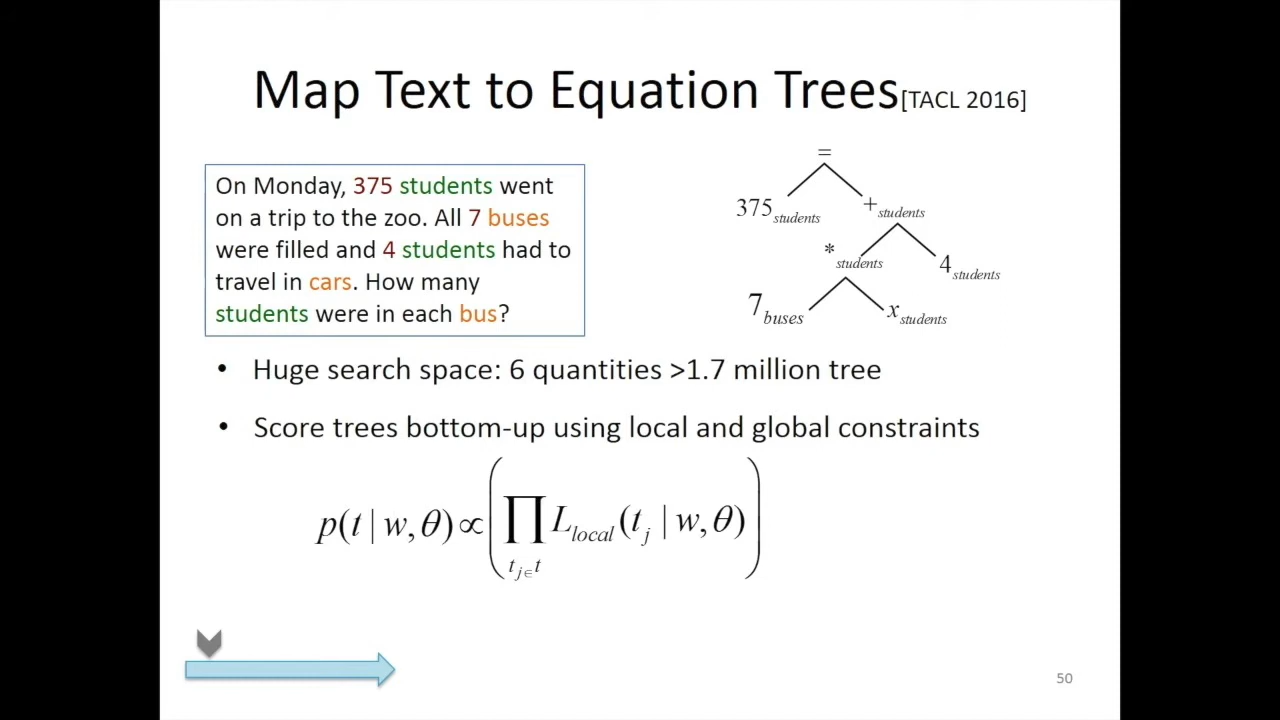 Map Text to Equation Trees[TACL 2016]
On Monday, 375 students went
on a trip to the zoo. All 7 buses
were filled and 4 students had to
travel in cars. How many
students were in each bus?
=
375students +students
*students 4students
7buses xstudents
• Huge search space: 6 quantities >1.7 million tree
• Score trees bottom-up using local and global constraints
p(t | w, θ) ∝ ( ∏ Llocal (tj | w, θ) )
tj∈t
50